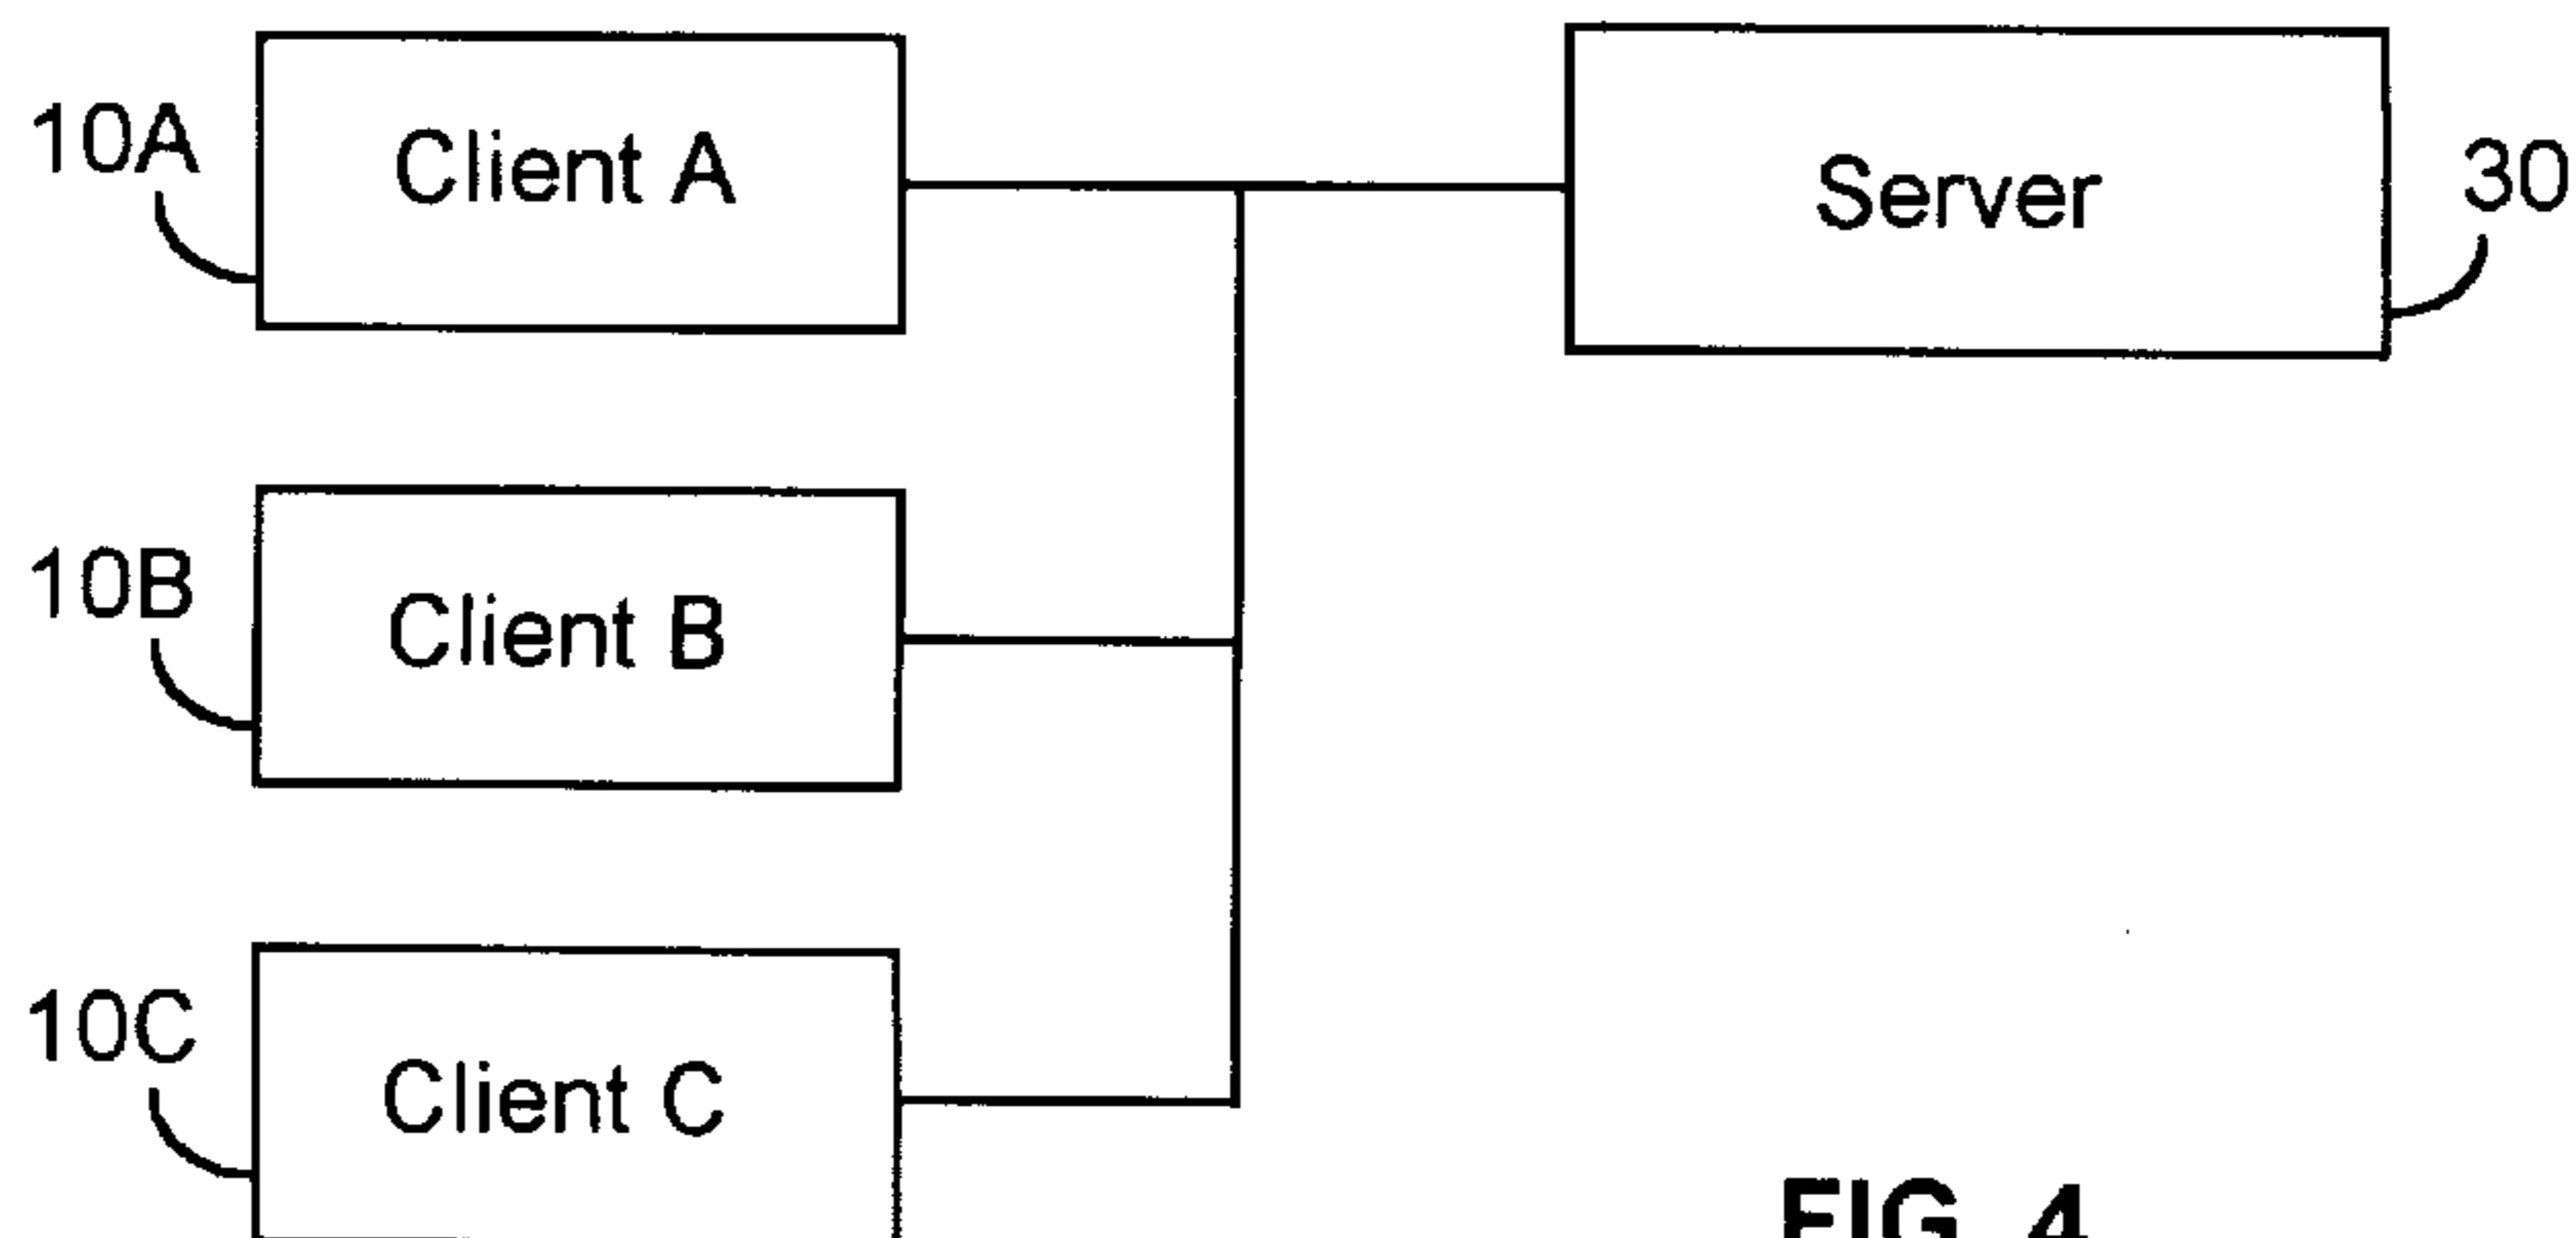 10A
Client A
Server
30
10B
Client B
10C
Client C
FIG. 4